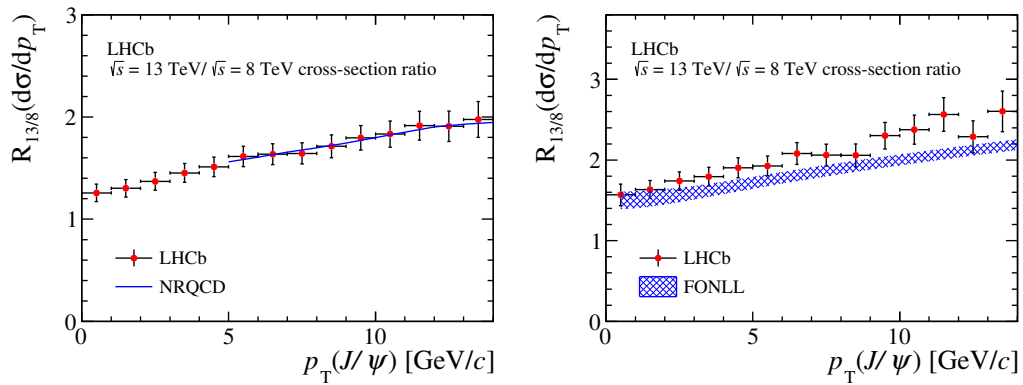 R13/8(dσ/dpT)
3
2
1
0
LHCb
√s = 13 TeV/ √s = 8 TeV cross-section ratio
LHCb
NRQCD
0 5 10
pT(J/ψ) [GeV/c]
R13/8(dσ/dpT)
3
2
1
0
LHCb
√s = 13 TeV/ √s = 8 TeV cross-section ratio
LHCb
FONLL
0 5 10
pT(J/ψ) [GeV/c]